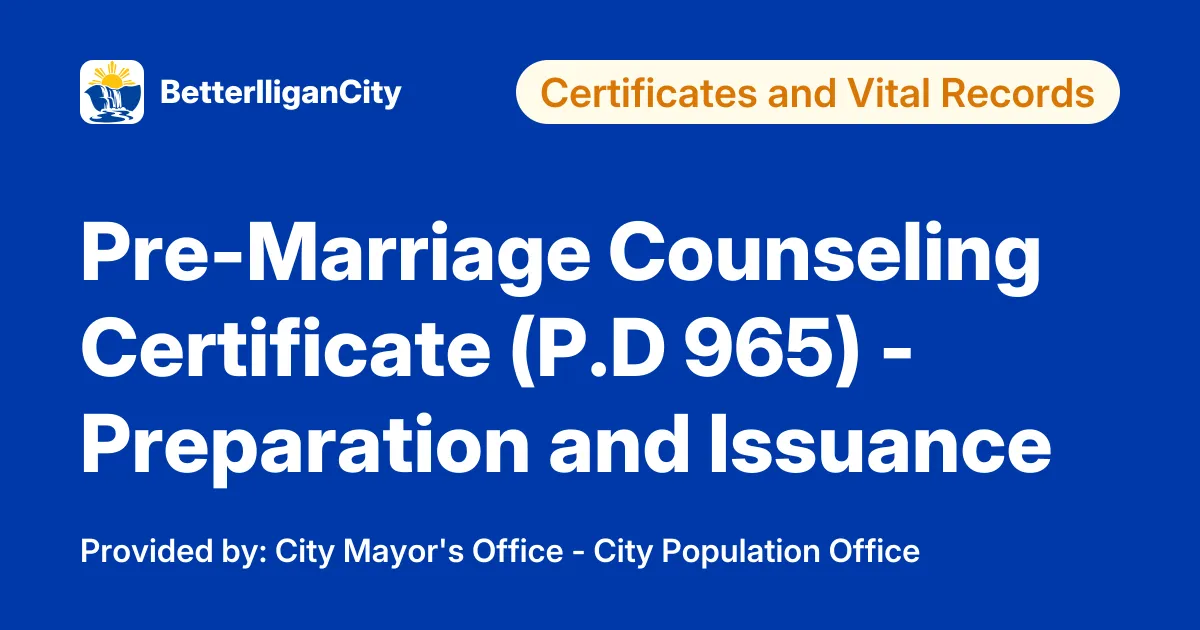 BetterIliganCity
Certificates and Vital Records
Pre-Marriage Counseling
Certificate (P.D 965) -
Preparation and Issuance
Provided by: City Mayor's Office - City Population Office